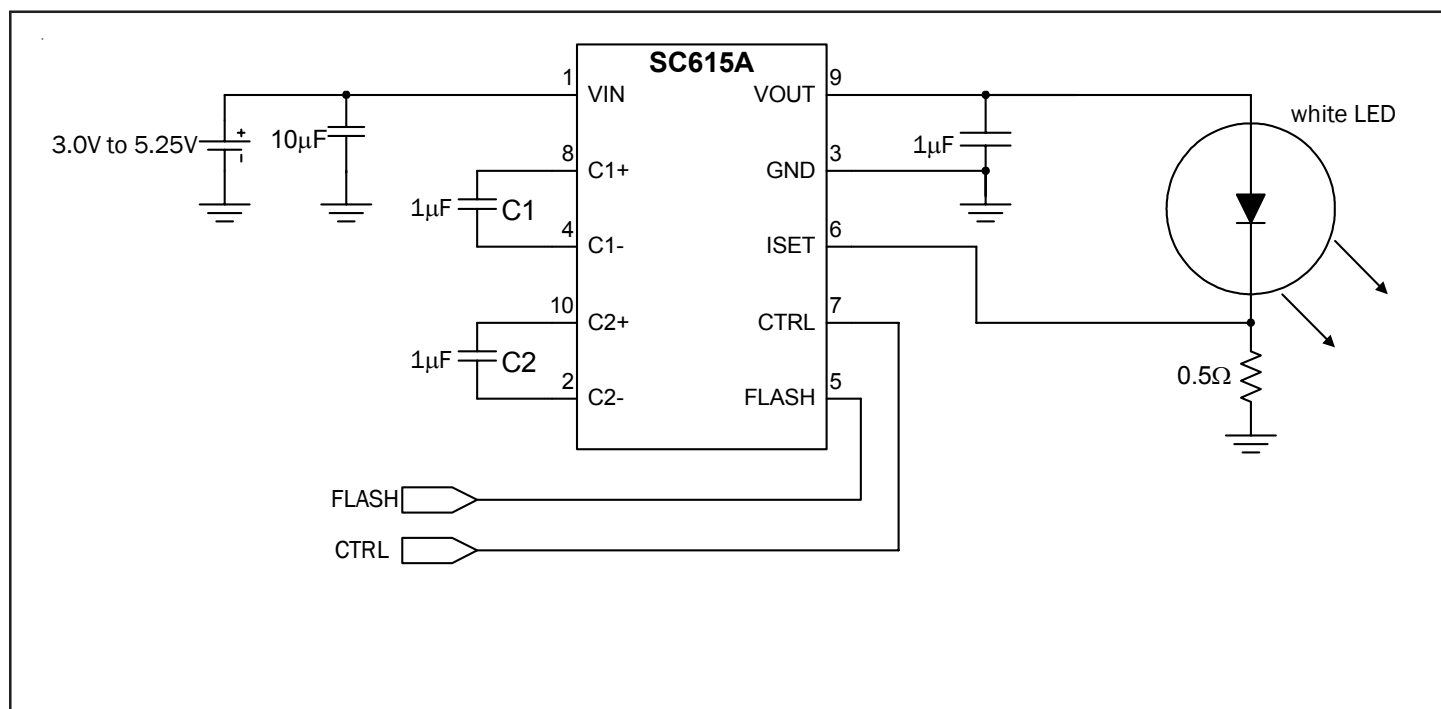 SC615A
1
VIN
VOUT
9
white LED
3.0V to 5.25V
+
-
10μF
8
C1+
GND
3
1μF
1μF
C1
4
C1-
ISET
6
10
C2+
CTRL
7
1μF
C2
2
C2-
FLASH
5
0.5Ω
FLASH
CTRL